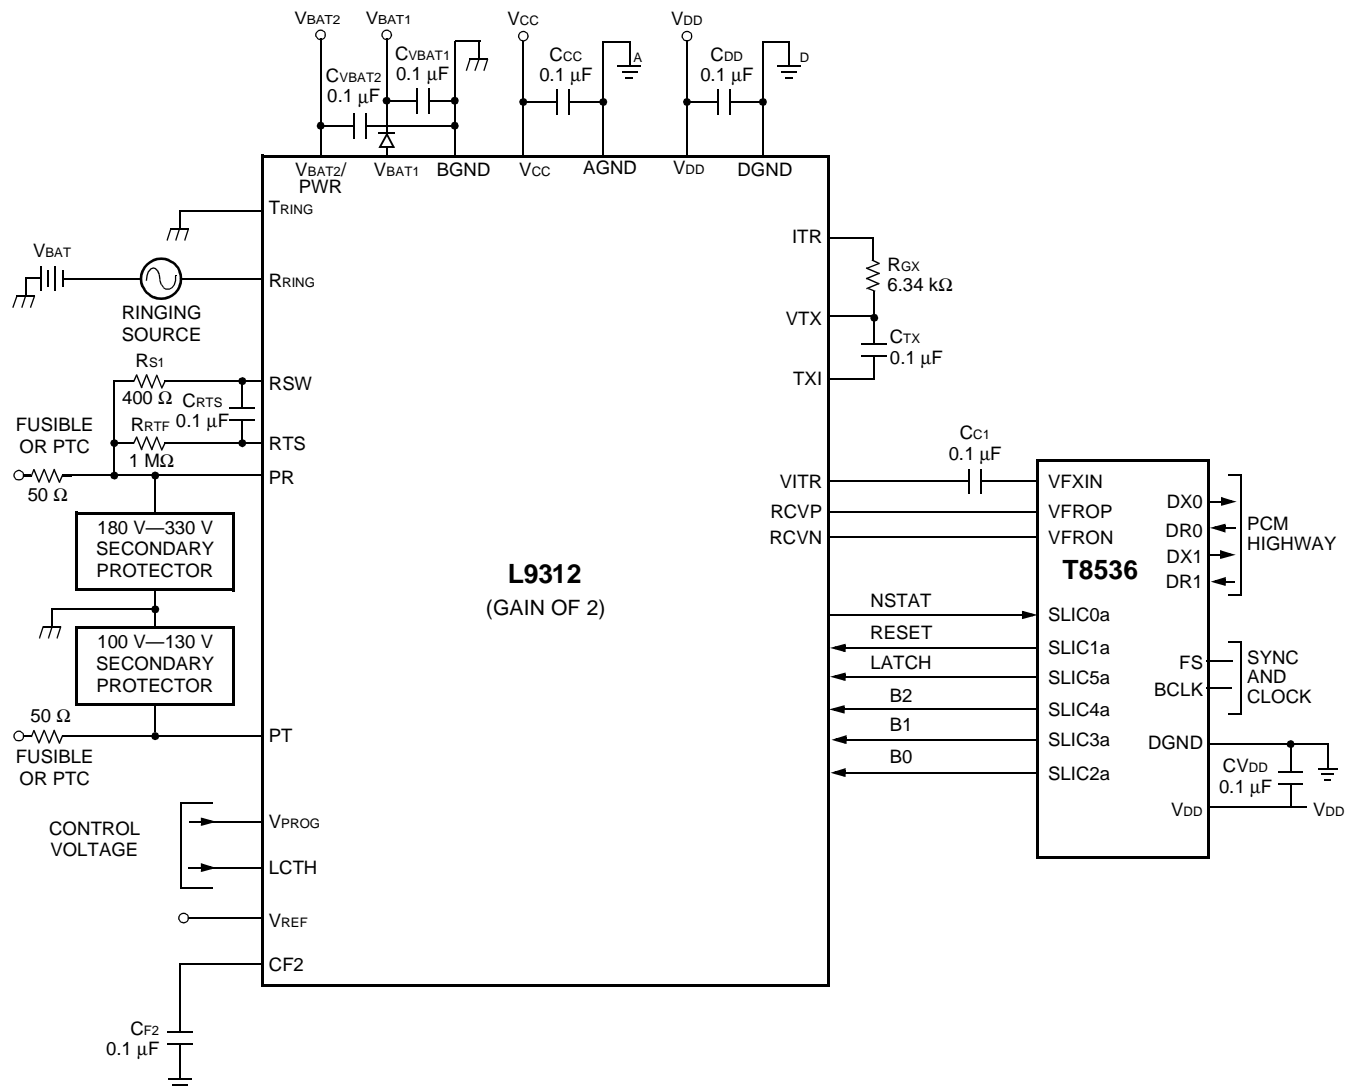 VBAT2 VBAT1 VCC VDD
CVBAT1
0.1 µF
CVBAT2
0.1 µF
CCC
0.1 µF
A
CDD
0.1 µF
D
VBAT2/
PWR
VBAT1
BGND
VCC
AGND
VDD
DGND
TRING
VBAT
RRING
RINGING
SOURCE
RS1
400 Ω
RSW
CRTS
0.1 µF
RRTF
1 MΩ
RTS
FUSIBLE
OR PTC
50 Ω
PR
180 V—330 V
SECONDARY
PROTECTOR
100 V—130 V
SECONDARY
PROTECTOR
50 Ω
FUSIBLE
OR PTC
PT
CONTROL
VOLTAGE
VPROG
LCTH
VREF
CF2
CF2
0.1 µF
L9312
(GAIN OF 2)
ITR
RGX
6.34 kΩ
VTX
CTX
0.1 µF
TXI
CC1
0.1 µF
VITR
RCVP
RCVN
NSTAT
RESET
LATCH
B2
B1
B0
VFXIN
VFROP
VFRON
T8536
SLIC0a
SLIC1a
SLIC5a
SLIC4a
SLIC3a
SLIC2a
DX0
DR0
DX1
DR1
PCM
HIGHWAY
FS
BCLK
SYNC
AND
CLOCK
DGND
CVDD
0.1 µF
VDD
VDD